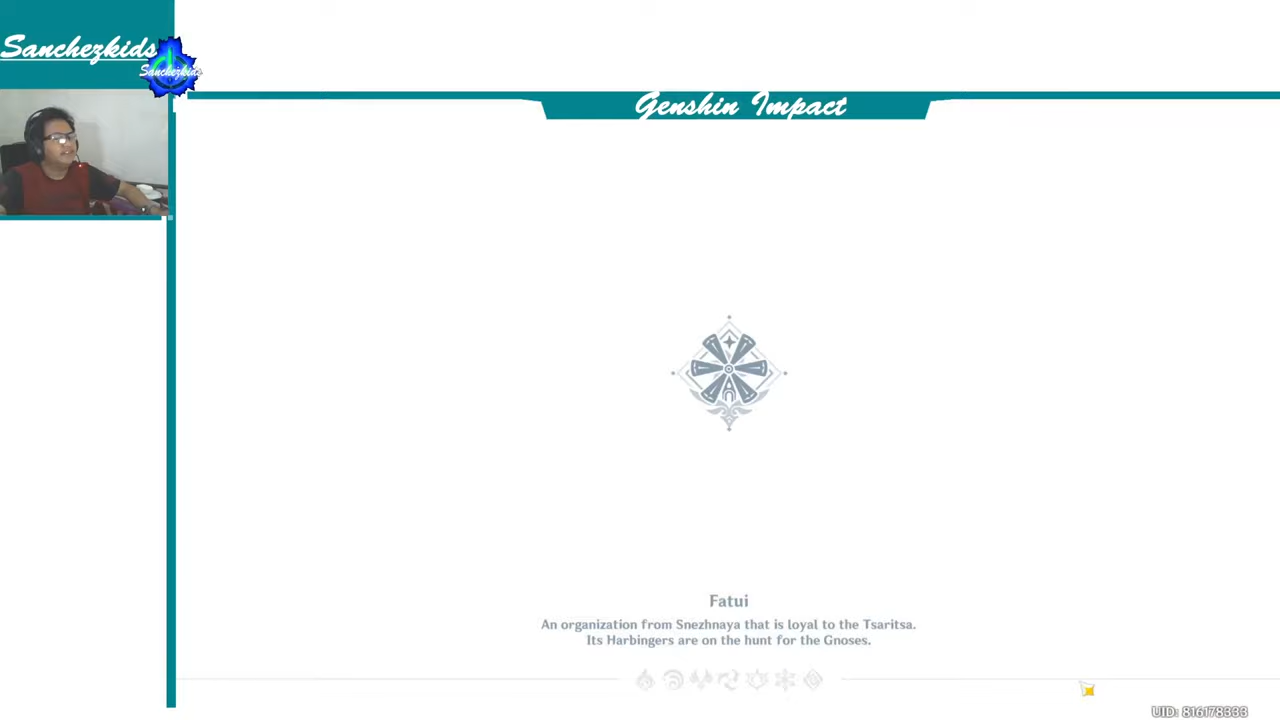 Sanchezkids
Sanchezkids
Genshin Impact
Fatui
An organization from Snezhnaya that is loyal to the Tsaritsa.
Its Harbingers are on the hunt for the Gnoses.
UID: 816178333